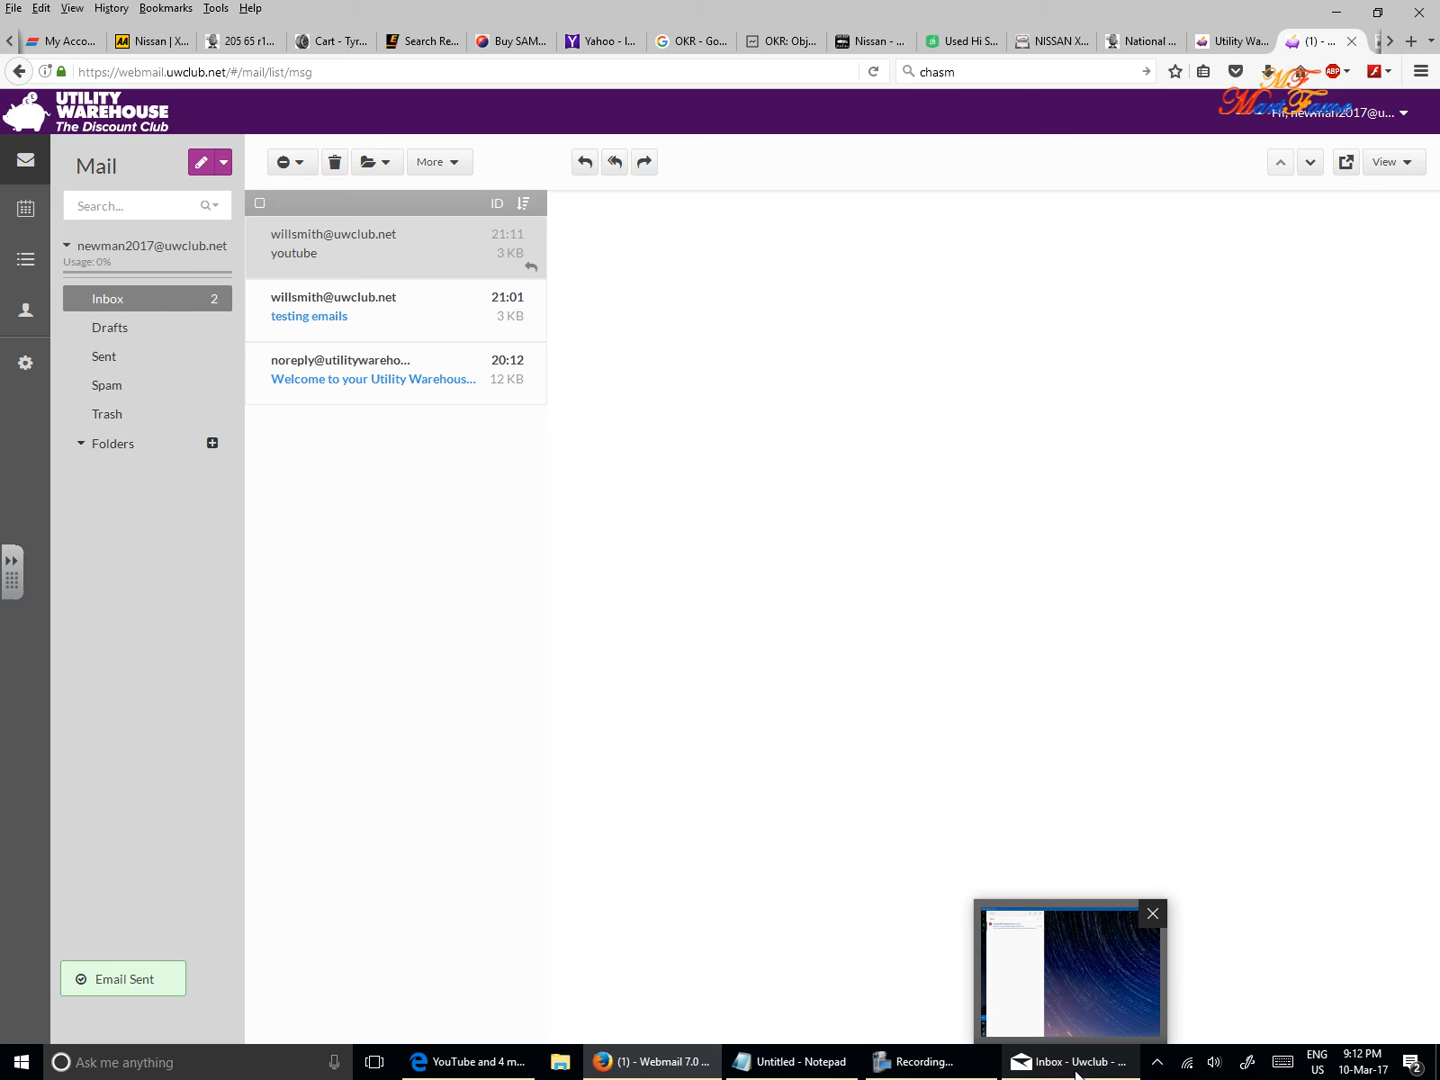 File Edit View History Bookmarks Tools Help
My Acco... Nissan | X... 205 65 r1... Cart - Tyr... Search Re... Buy SAM... Yahoo - I... OKR - Go... OKR: Obj... Nissan - ... Used Hi S... NISSAN X... National ... Utility Wa... (1) - ...
https://webmail.uwclub.net/#/mail/list/msg
chasm
ABP
MF
Mart Fame
UTILITY
WAREHOUSE
The Discount Club
Hi, newman2017@u...
Mail
More
View
Search...
ID
newman2017@uwclub.net
Usage: 0%
Inbox 2
Drafts
Sent
Spam
Trash
Folders
willsmith@uwclub.net 21:11
youtube 3 KB
willsmith@uwclub.net 21:01
testing emails 3 KB
noreply@utilitywareho... 20:12
Welcome to your Utility Warehous... 12 KB
Email Sent
Ask me anything
YouTube and 4 m...
(1) - Webmail 7.0 ...
Untitled - Notepad
Recording...
Inbox - Uwclub - ...
ENG
US
9:12 PM
10-Mar-17
2